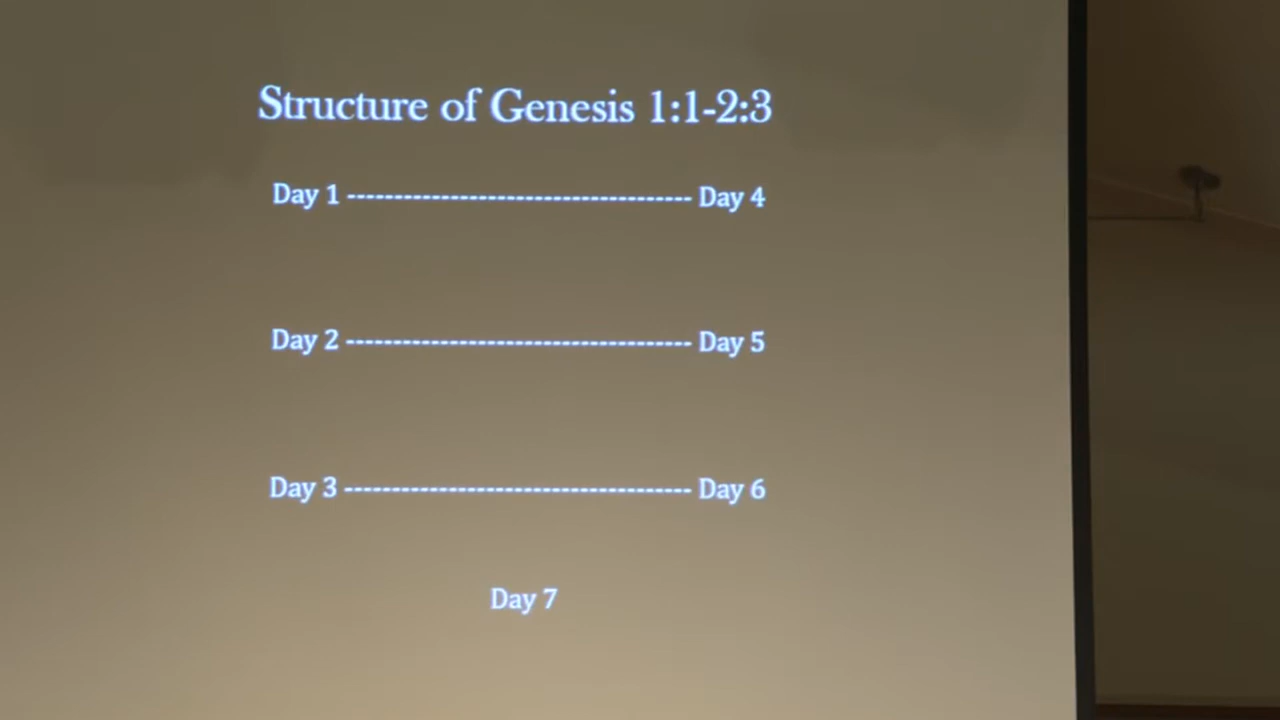 Structure of Genesis 1:1-2:3
Day 1 ------------------------------------- Day 4
Day 2 ------------------------------------- Day 5
Day 3 ------------------------------------- Day 6
Day 7